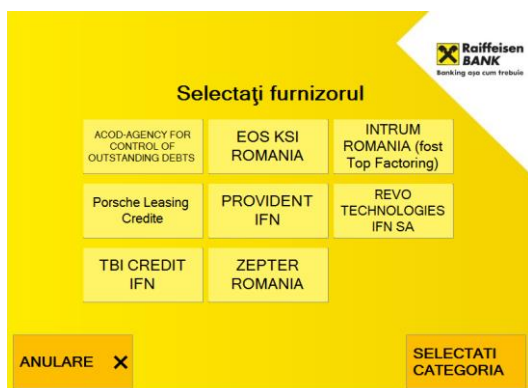 Raiffeisen
BANK
Banking aşa cum trebuie
Selectaţi furnizorul
ACOD-AGENCY FOR
CONTROL OF
OUTSTANDING DEBTS
EOS KSI
ROMANIA
INTRUM
ROMANIA (fost
Top Factoring)
Porsche Leasing
Credite
PROVIDENT
IFN
REVO
TECHNOLOGIES
IFN SA
TBI CREDIT
IFN
ZEPTER
ROMANIA
ANULARE X
SELECTATI
CATEGORIA